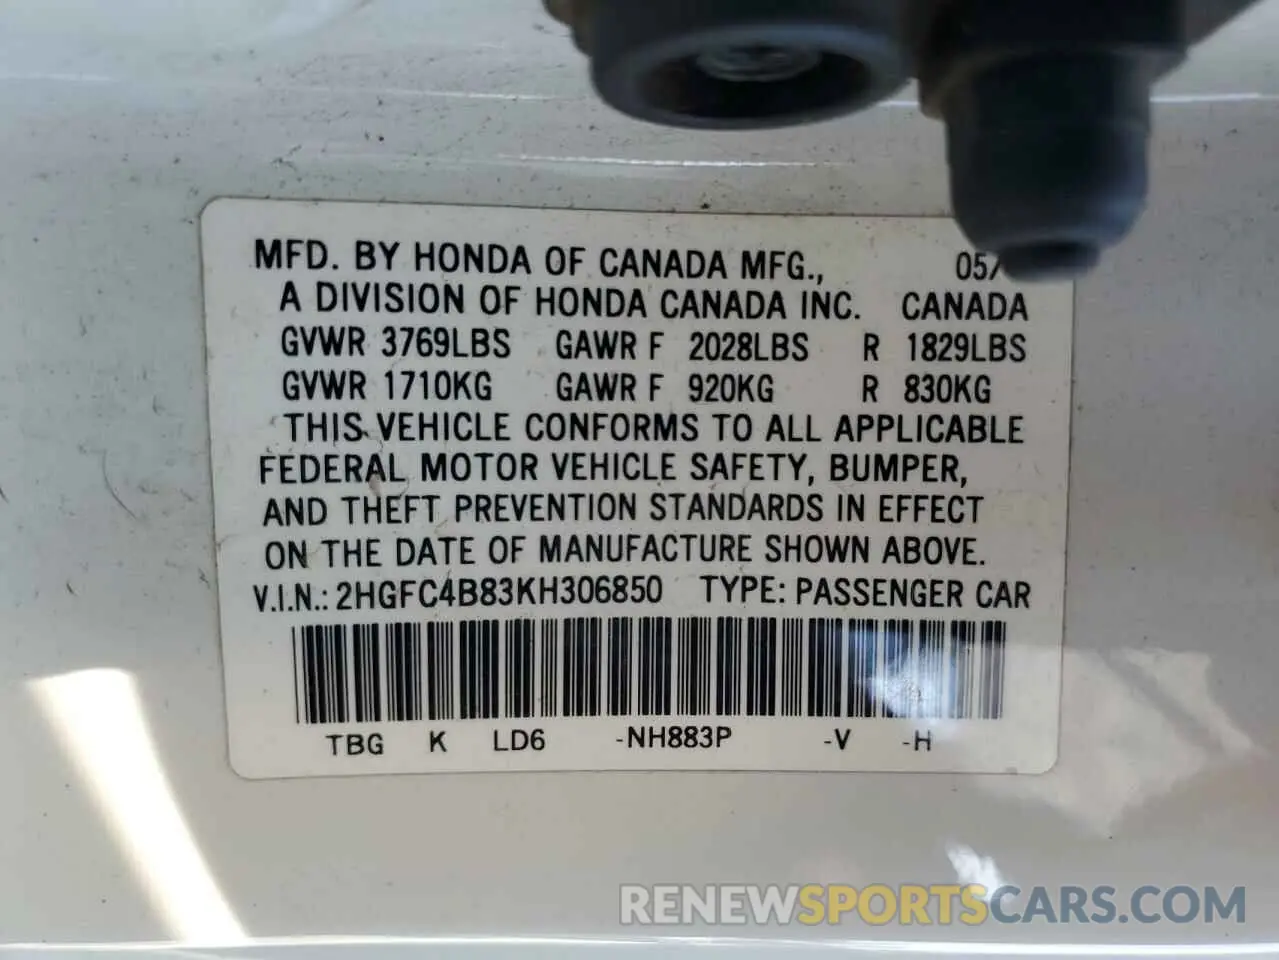 MFD. BY HONDA OF CANADA MFG., 05/
A DIVISION OF HONDA CANADA INC. CANADA
GVWR 3769LBS GAWR F 2028LBS R 1829LBS
GVWR 1710KG GAWR F 920KG R 830KG
THIS VEHICLE CONFORMS TO ALL APPLICABLE
FEDERAL MOTOR VEHICLE SAFETY, BUMPER,
AND THEFT PREVENTION STANDARDS IN EFFECT
ON THE DATE OF MANUFACTURE SHOWN ABOVE.
V.I.N.: 2HGFC4B83KH306850 TYPE: PASSENGER CAR
TBG K LD6 -NH883P -V -H
RENEWSPORTSCARS.COM